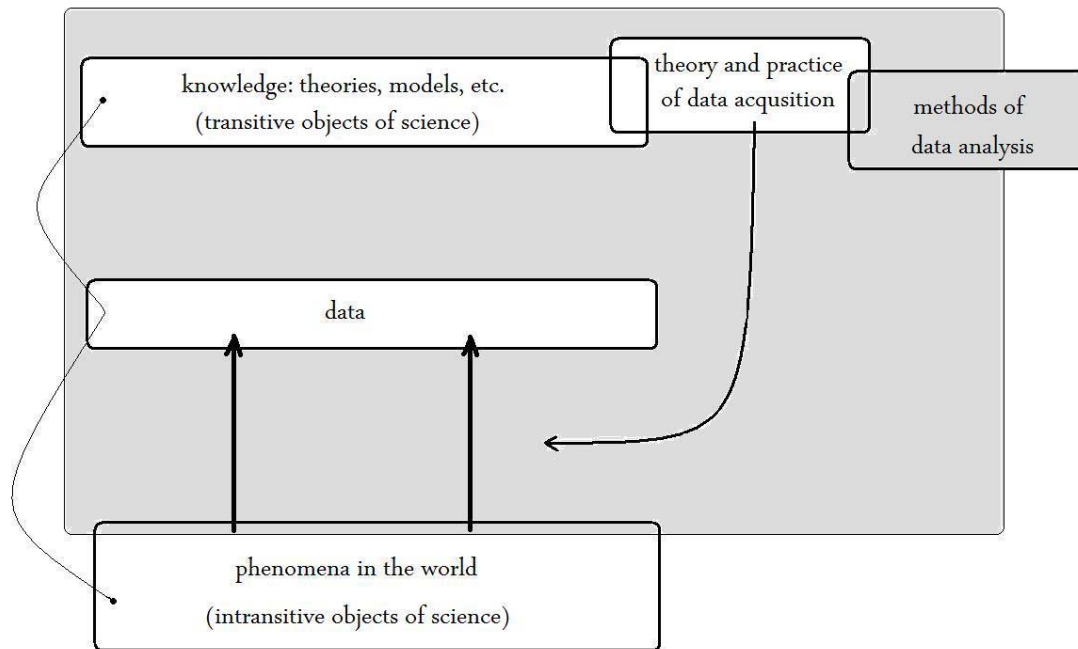 knowledge: theories, models, etc.
(transitive objects of science)
theory and practice
of data acqusition
methods of
data analysis
data
phenomena in the world
(intransitive objects of science)